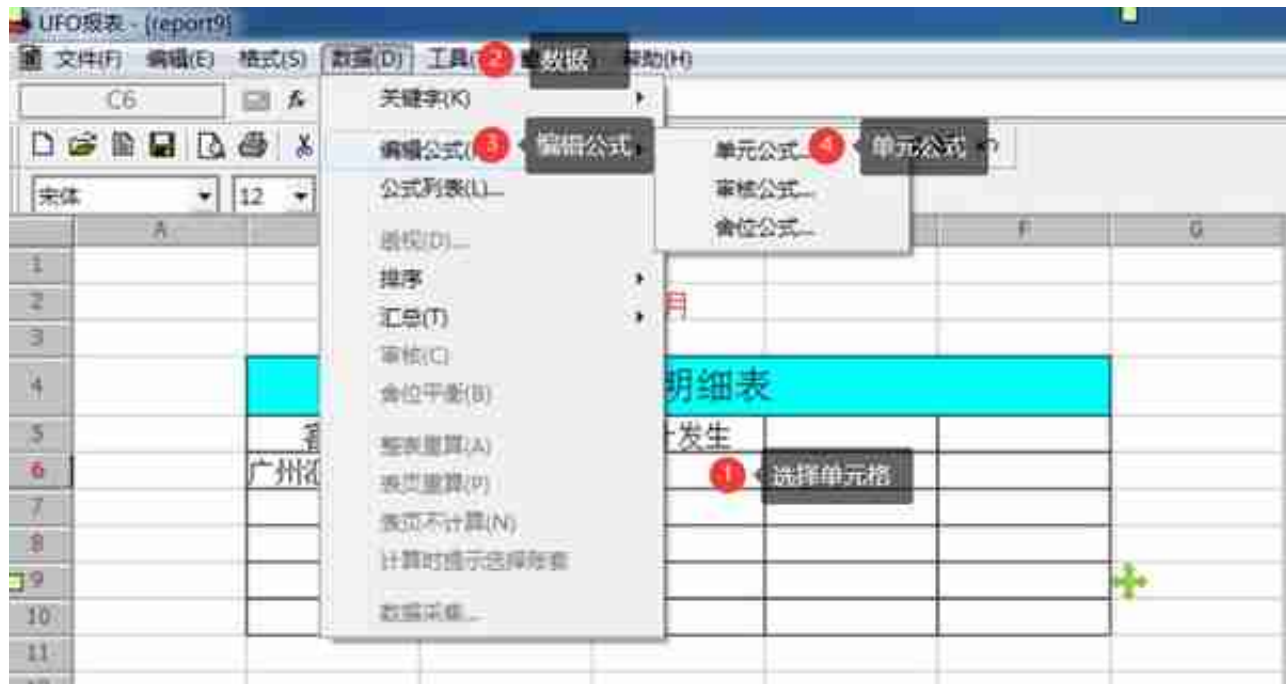 UFO报表 - [report9]
文件(F) 编辑(E) 格式(S) 数据(D) 工具( 2 数据 帮助(H)
C6 fx 关键字(K)
编辑公式( 3 编辑公式 单元公式... 4 单元公式
宋体 12 公式列表(L)... 审核公式...
舍位公式...
A F G
透视(D)...
1
排序
2 月
汇总(T)
3
审核(C)
4 舍位平衡(B) 明细表
5 整表重算(A) 发生
6 广州 1 选择单元格
表页重算(P)
7
表页不计算(N)
8
计算时提示选择账套
9
10 数据采集...
11